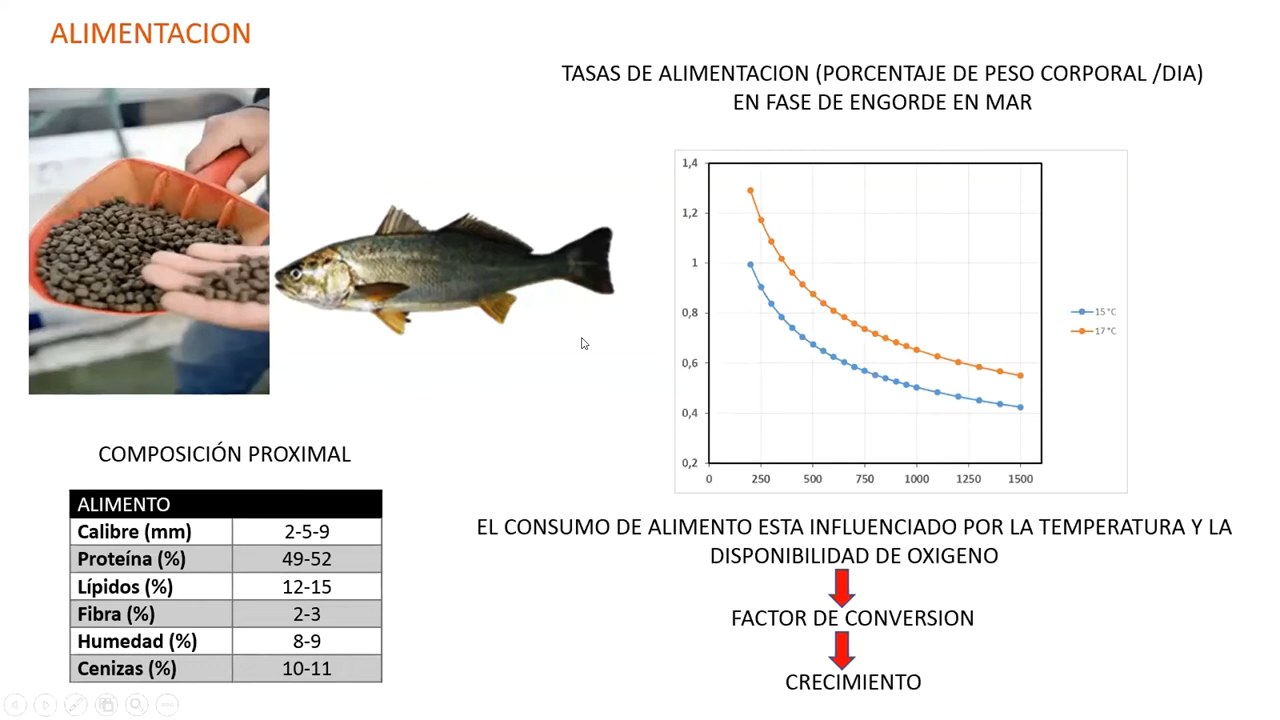 ALIMENTACION
TASAS DE ALIMENTACION (PORCENTAJE DE PESO CORPORAL /DIA)
EN FASE DE ENGORDE EN MAR
1,4
1,2
1
0,8
0,6
0,4
0,2
0 250 500 750 1000 1250 1500
15°C
17°C
COMPOSICIÓN PROXIMAL
ALIMENTO
Calibre (mm) 2-5-9
Proteína (%) 49-52
Lípidos (%) 12-15
Fibra (%) 2-3
Humedad (%) 8-9
Cenizas (%) 10-11
EL CONSUMO DE ALIMENTO ESTA INFLUENCIADO POR LA TEMPERATURA Y LA
DISPONIBILIDAD DE OXIGENO
FACTOR DE CONVERSION
CRECIMIENTO